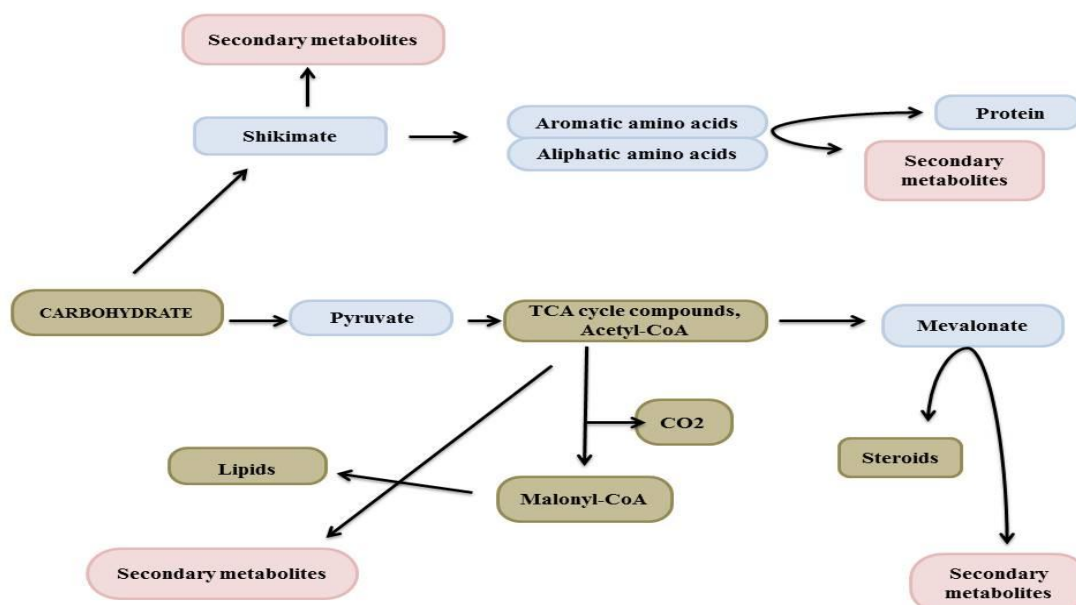 Secondary metabolites
Shikimate
Aromatic amino acids
Aliphatic amino acids
Protein
Secondary
metabolites
CARBOHYDRATE
Pyruvate
TCA cycle compounds,
Acetyl-CoA
Mevalonate
CO2
Lipids
Malonyl-CoA
Steroids
Secondary metabolites
Secondary
metabolites